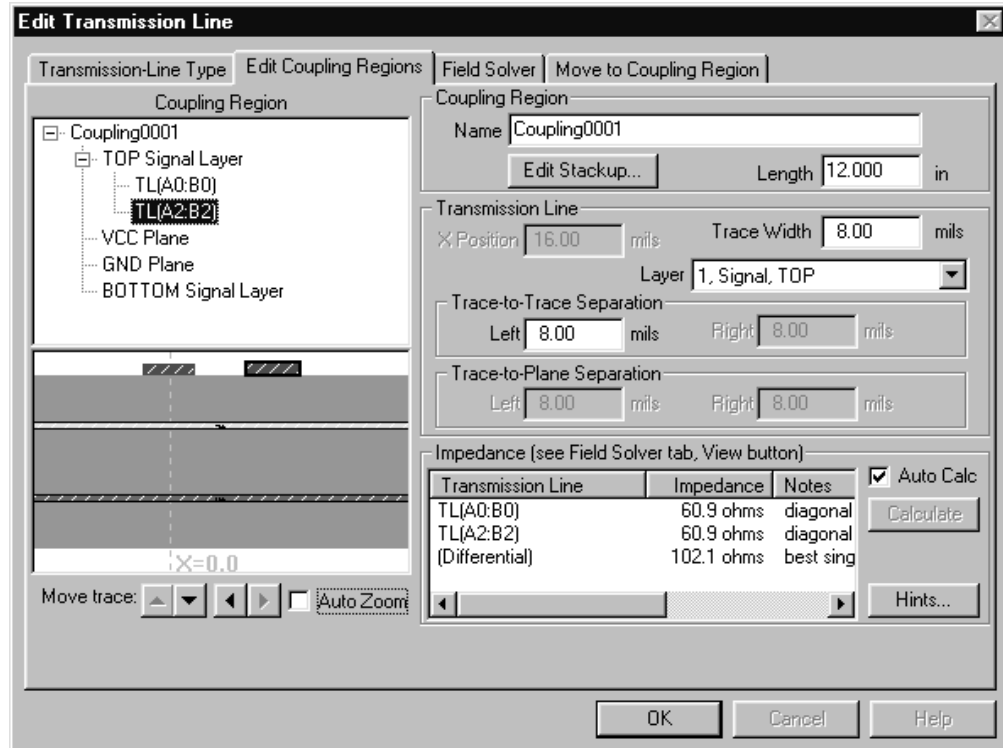 Edit Transmission Line
Transmission-Line Type
Edit Coupling Regions
Field Solver
Move to Coupling Region
Coupling Region
Coupling0001
TOP Signal Layer
TL(A0:B0)
TL(A2:B2)
VCC Plane
GND Plane
BOTTOM Signal Layer
X=0.0
Move trace:
Auto Zoom
Coupling Region
Name Coupling0001
Edit Stackup... Length 12.000 in
Transmission Line
X Position 16.00 mils Trace Width 8.00 mils
Layer 1, Signal, TOP
Trace-to-Trace Separation
Left 8.00 mils Right 8.00 mils
Trace-to-Plane Separation
Left 8.00 mils Right 8.00 mils
Impedance (see Field Solver tab, View button)
Transmission Line Impedance Notes
TL(A0:B0) 60.9 ohms diagonal
TL(A2:B2) 60.9 ohms diagonal
(Differential) 102.1 ohms best sing
Auto Calc
Calculate
Hints...
OK Cancel Help